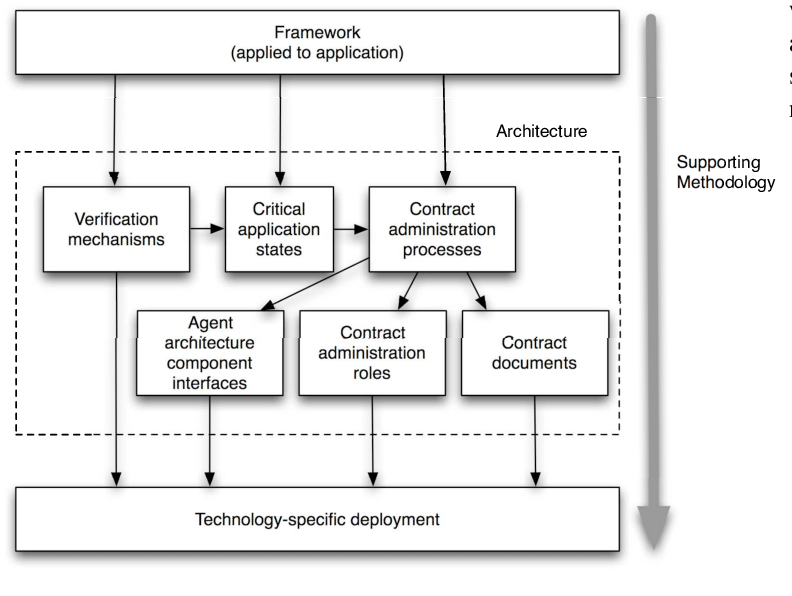 Framework
(applied to application)
Architecture
Supporting
Methodology
Verification
mechanisms
Critical
application
states
Contract
administration
processes
Agent
architecture
component
interfaces
Contract
administration
roles
Contract
documents
Technology-specific deployment